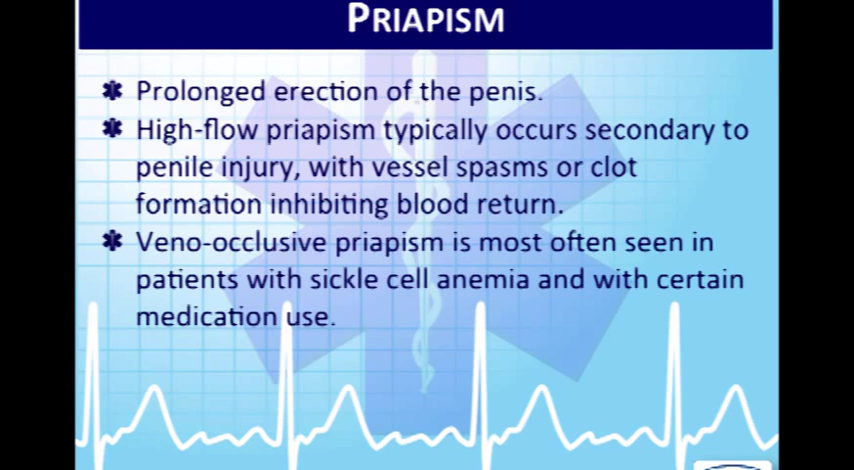 PRIAPISM
Prolonged erection of the penis.
High-flow priapism typically occurs secondary to
penile injury, with vessel spasms or clot
formation inhibiting blood return.
Veno-occlusive priapism is most often seen in
patients with sickle cell anemia and with certain
medication use.